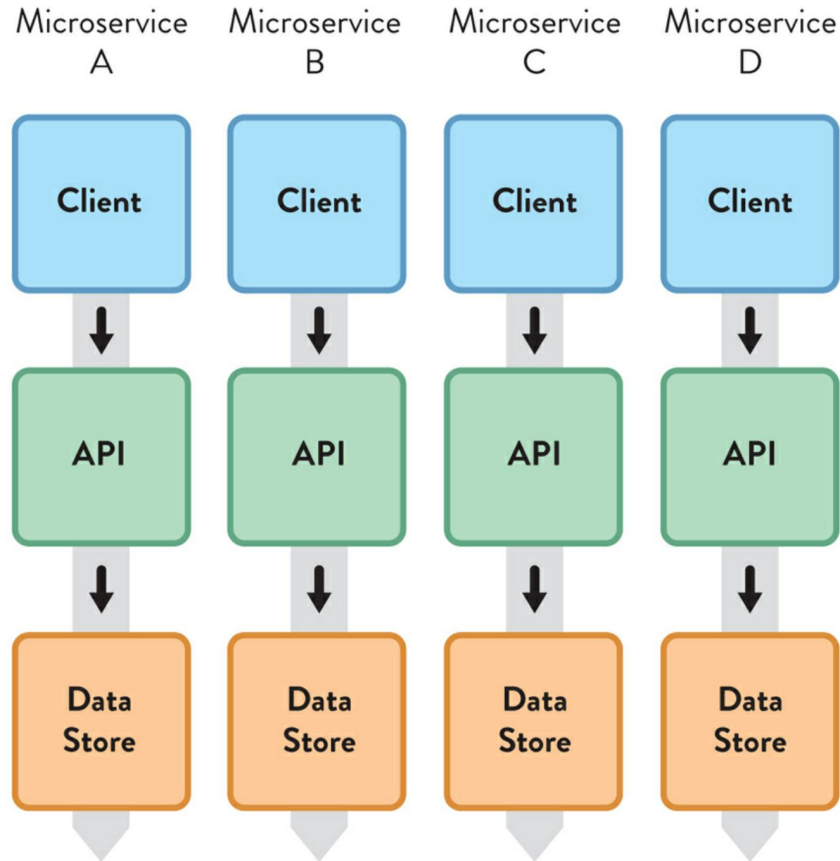 Microservice
A
Microservice
B
Microservice
C
Microservice
D
Client
Client
Client
Client
API
API
API
API
Data
Store
Data
Store
Data
Store
Data
Store